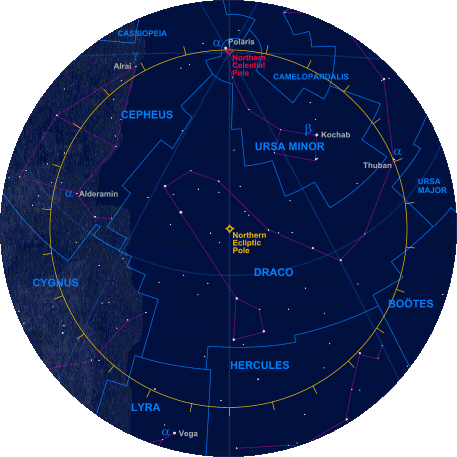 CASSIOPEIA
α Polaris
γ
Alrai
Northern
Celestial
Pole
CAMELOPARDALIS
CEPHEUS
β Kochab
URSA MINOR
α
Thuban
URSA
MAJOR
α Alderamin
Northern
Ecliptic
Pole
DRACO
CYGNUS
BOÖTES
HERCULES
LYRA
α Vega